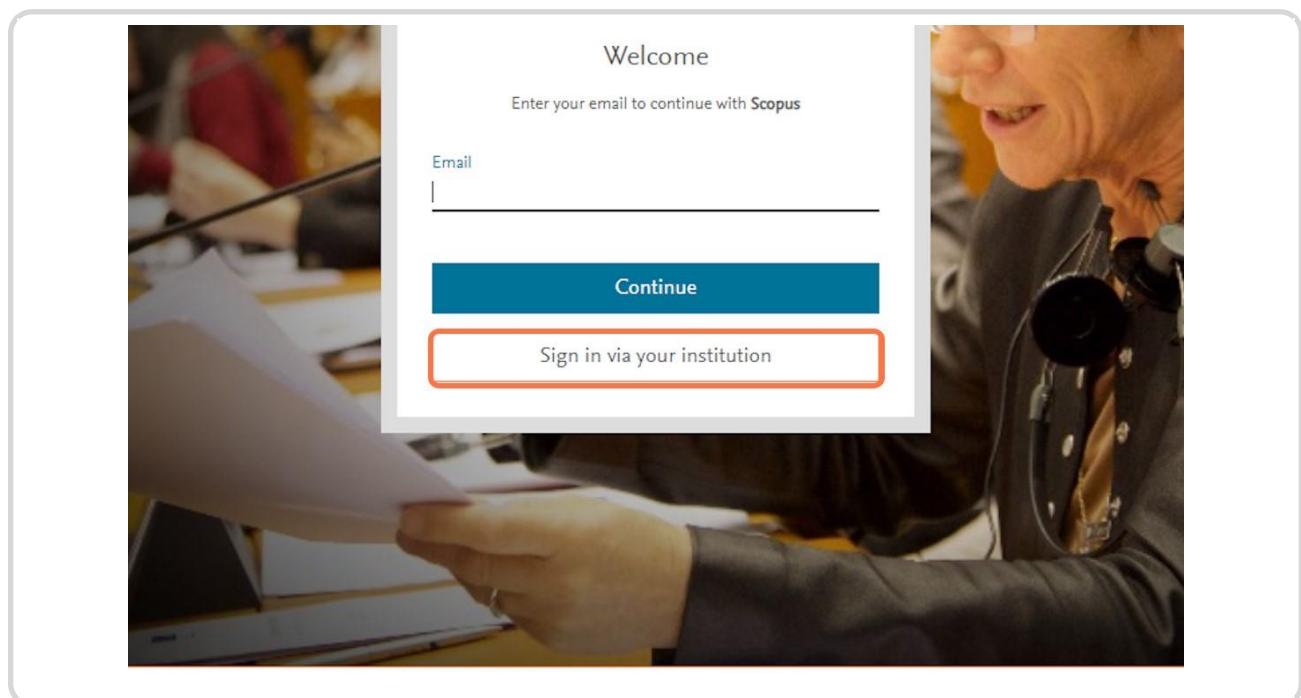 Welcome
Enter your email to continue with Scopus
Email
Continue
Sign in via your institution